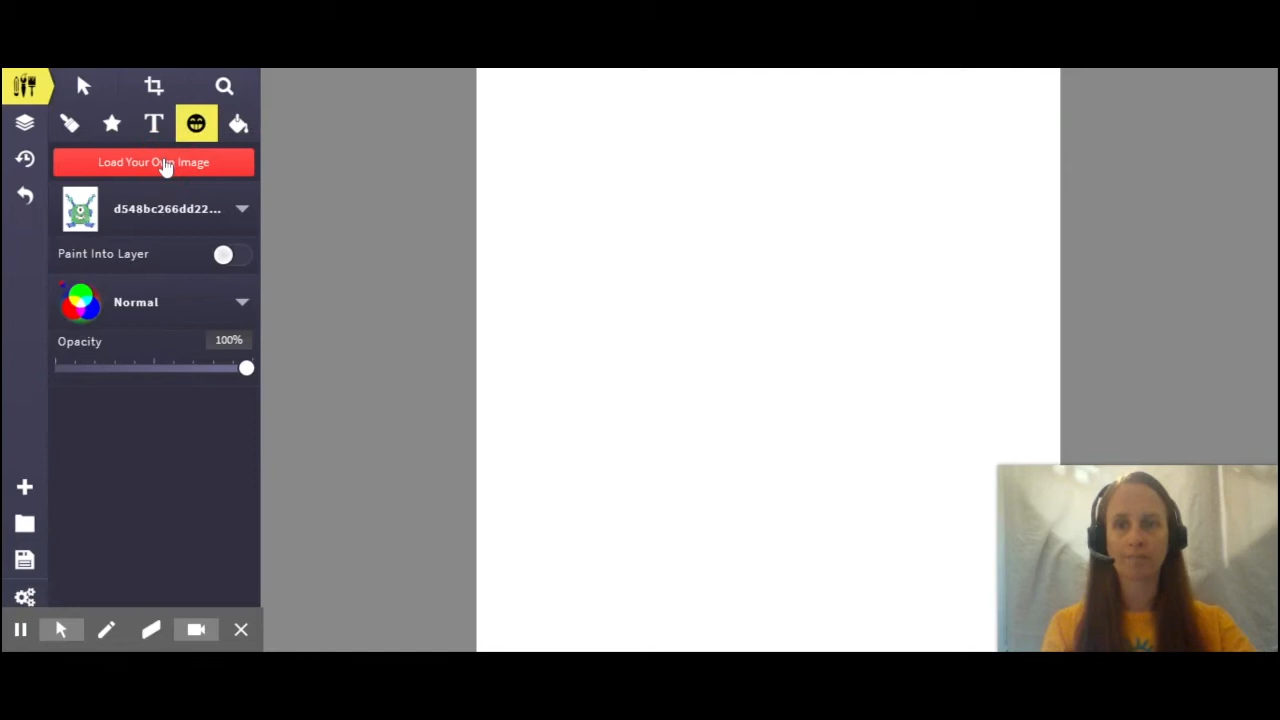 T
Load Your Own Image
d548bc266dd22...
Paint Into Layer
Normal
Opacity 100%